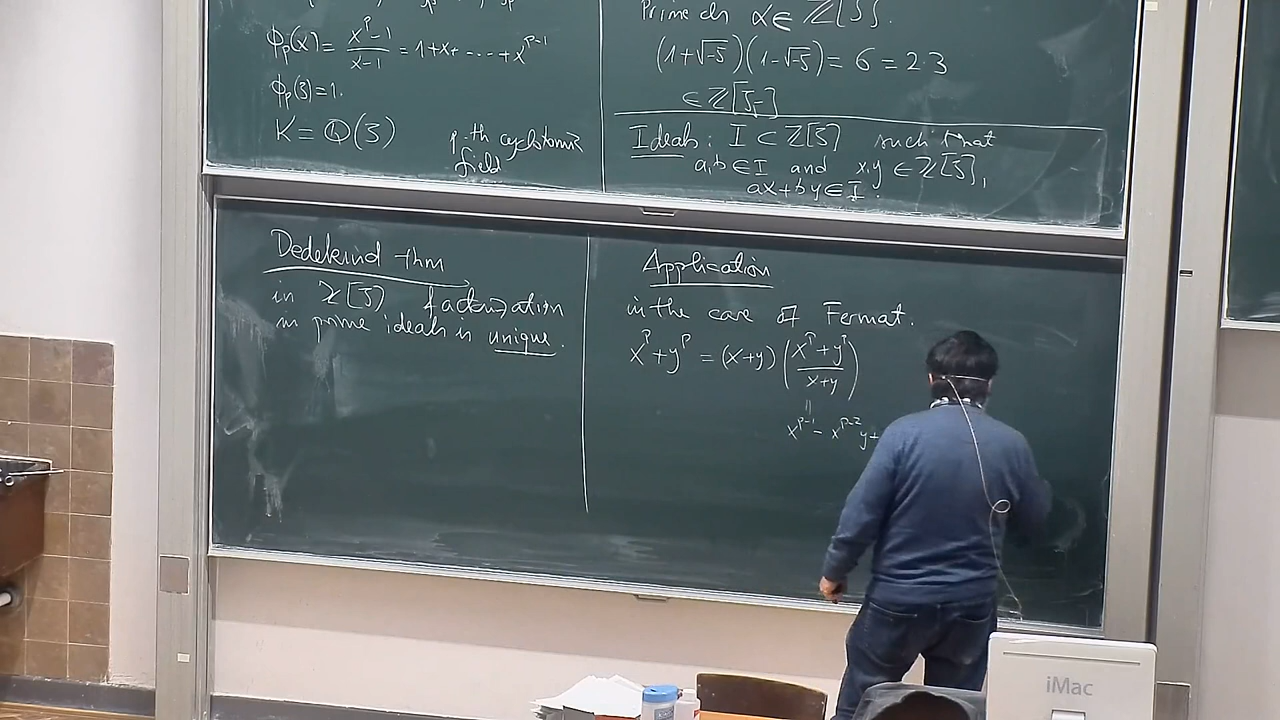 Φp(x) = x^p-1 / x-1 = 1+x+ ---- +x^p-1
Φp(ζ)=1.
K = Q(ζ) p-th cyclotomic
field
Prime α∈ Z[ζ].
(1+√-5)(1-√-5) = 6 = 2·3
∈ Z[√-5]
Ideals: I ⊂ Z[ζ] such that
a,b ∈ I and x,y ∈ Z[ζ],
ax+by ∈ I.
Dedekind thm
in Z[ζ] factorization
in prime ideals is unique.
Application
in the case of Fermat.
x^p + y^p = (x+y) (x^p + y^p / x+y)
=
x^p-1 - x^p-2 y+
iMac